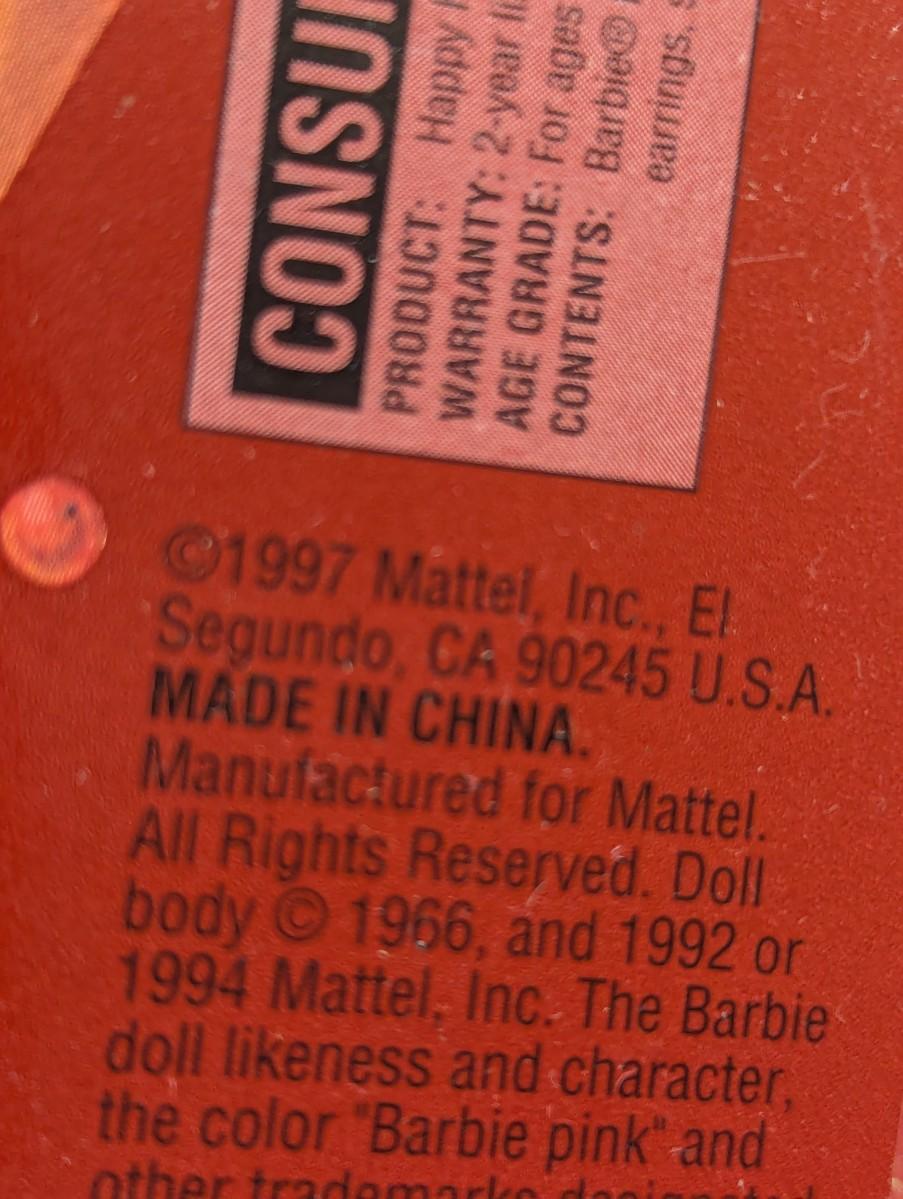 CONSU
PRODUCT: Happy
WARRANTY: 2-year
AGE GRADE: For ages
CONTENTS: Barbie®
earrings.
©1997 Mattel, Inc., El
Segundo, CA 90245 U.S.A.
MADE IN CHINA.
Manufactured for Mattel.
All Rights Reserved. Doll
body © 1966, and 1992 or
1994 Mattel, Inc. The Barbie
doll likeness and character,
the color "Barbie pink" and
other trademarks